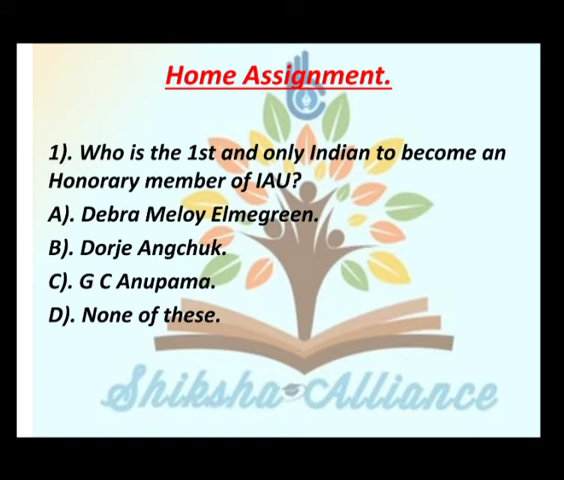 Home Assignment.
1). Who is the 1st and only Indian to become an
Honorary member of IAU?
A). Debra Meloy Elmegreen.
B). Dorje Angchuk.
C). G C Anupama.
D). None of these.
Shiksha Alliance